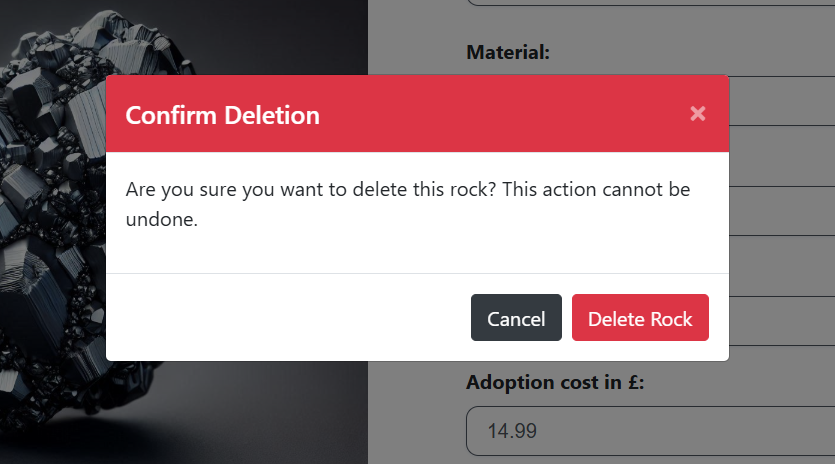 Material:
Confirm Deletion
×
Are you sure you want to delete this rock? This action cannot be
undone.
Cancel
Delete Rock
Adoption cost in £:
14.99